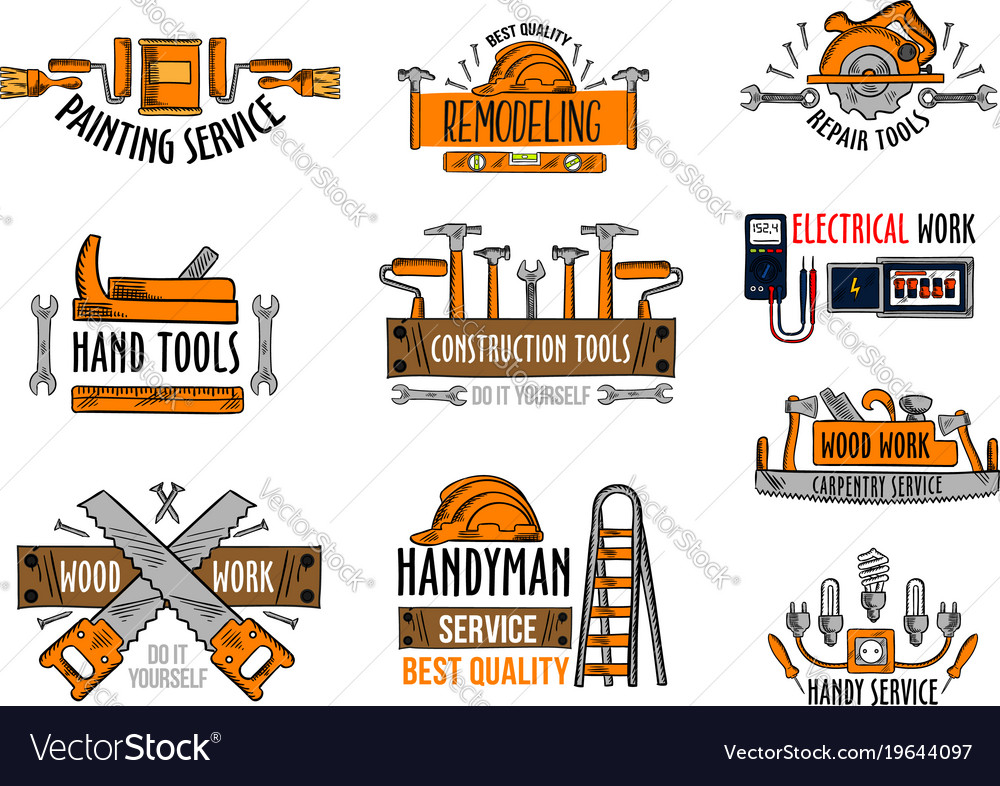 PAINTING SERVICE
BEST QUALITY
REMODELING
REPAIR TOOLS
HAND TOOLS
CONSTRUCTION TOOLS
DO IT YOURSELF
152,4
ELECTRICAL WORK
WOOD WORK
CARPENTRY SERVICE
WOOD WORK
DO IT
YOURSELF
HANDYMAN
SERVICE
BEST QUALITY
HANDY SERVICE
VectorStock®
VectorStock.com/19644097